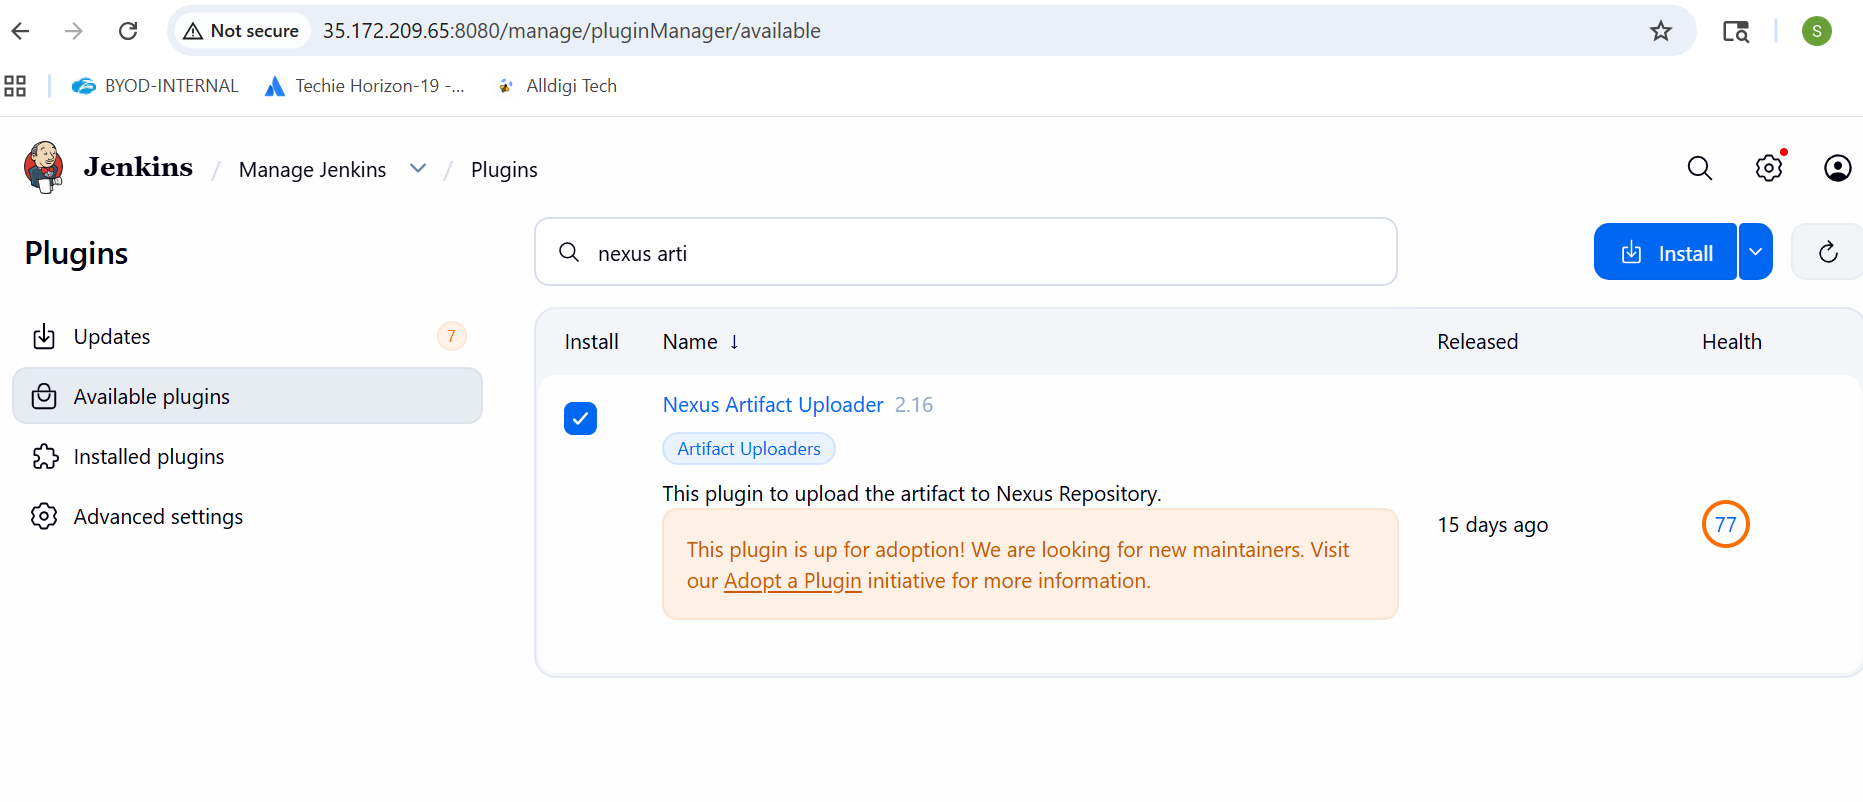 Not secure
35.172.209.65:8080/manage/pluginManager/available
S
BYOD-INTERNAL
Techie Horizon-19 -...
Alldigi Tech
Jenkins / Manage Jenkins / Plugins
Plugins
nexus arti
Install
Updates
7
Available plugins
Installed plugins
Advanced settings
Install Name ↓ Released Health
Nexus Artifact Uploader 2.16
Artifact Uploaders
This plugin to upload the artifact to Nexus Repository.
This plugin is up for adoption! We are looking for new maintainers. Visit
our Adopt a Plugin initiative for more information.
15 days ago
77